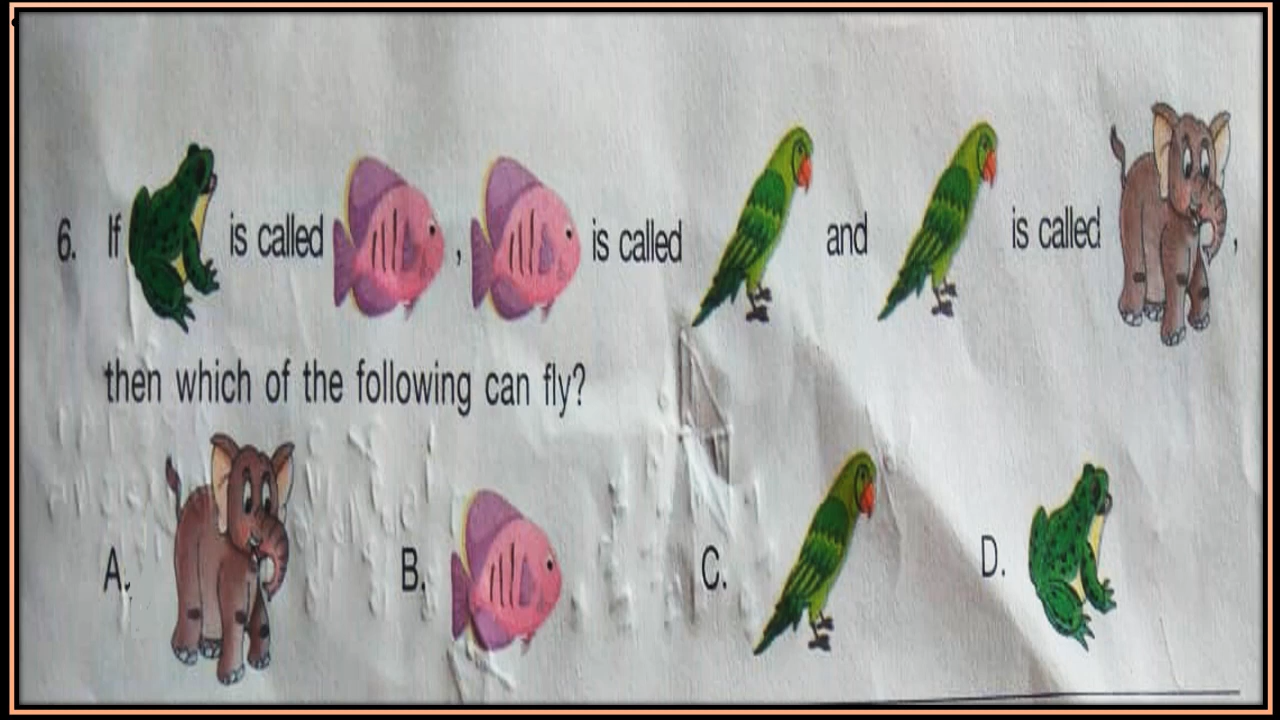 6. If is called , is called and is called ,
then which of the following can fly?
A. B. C. D.